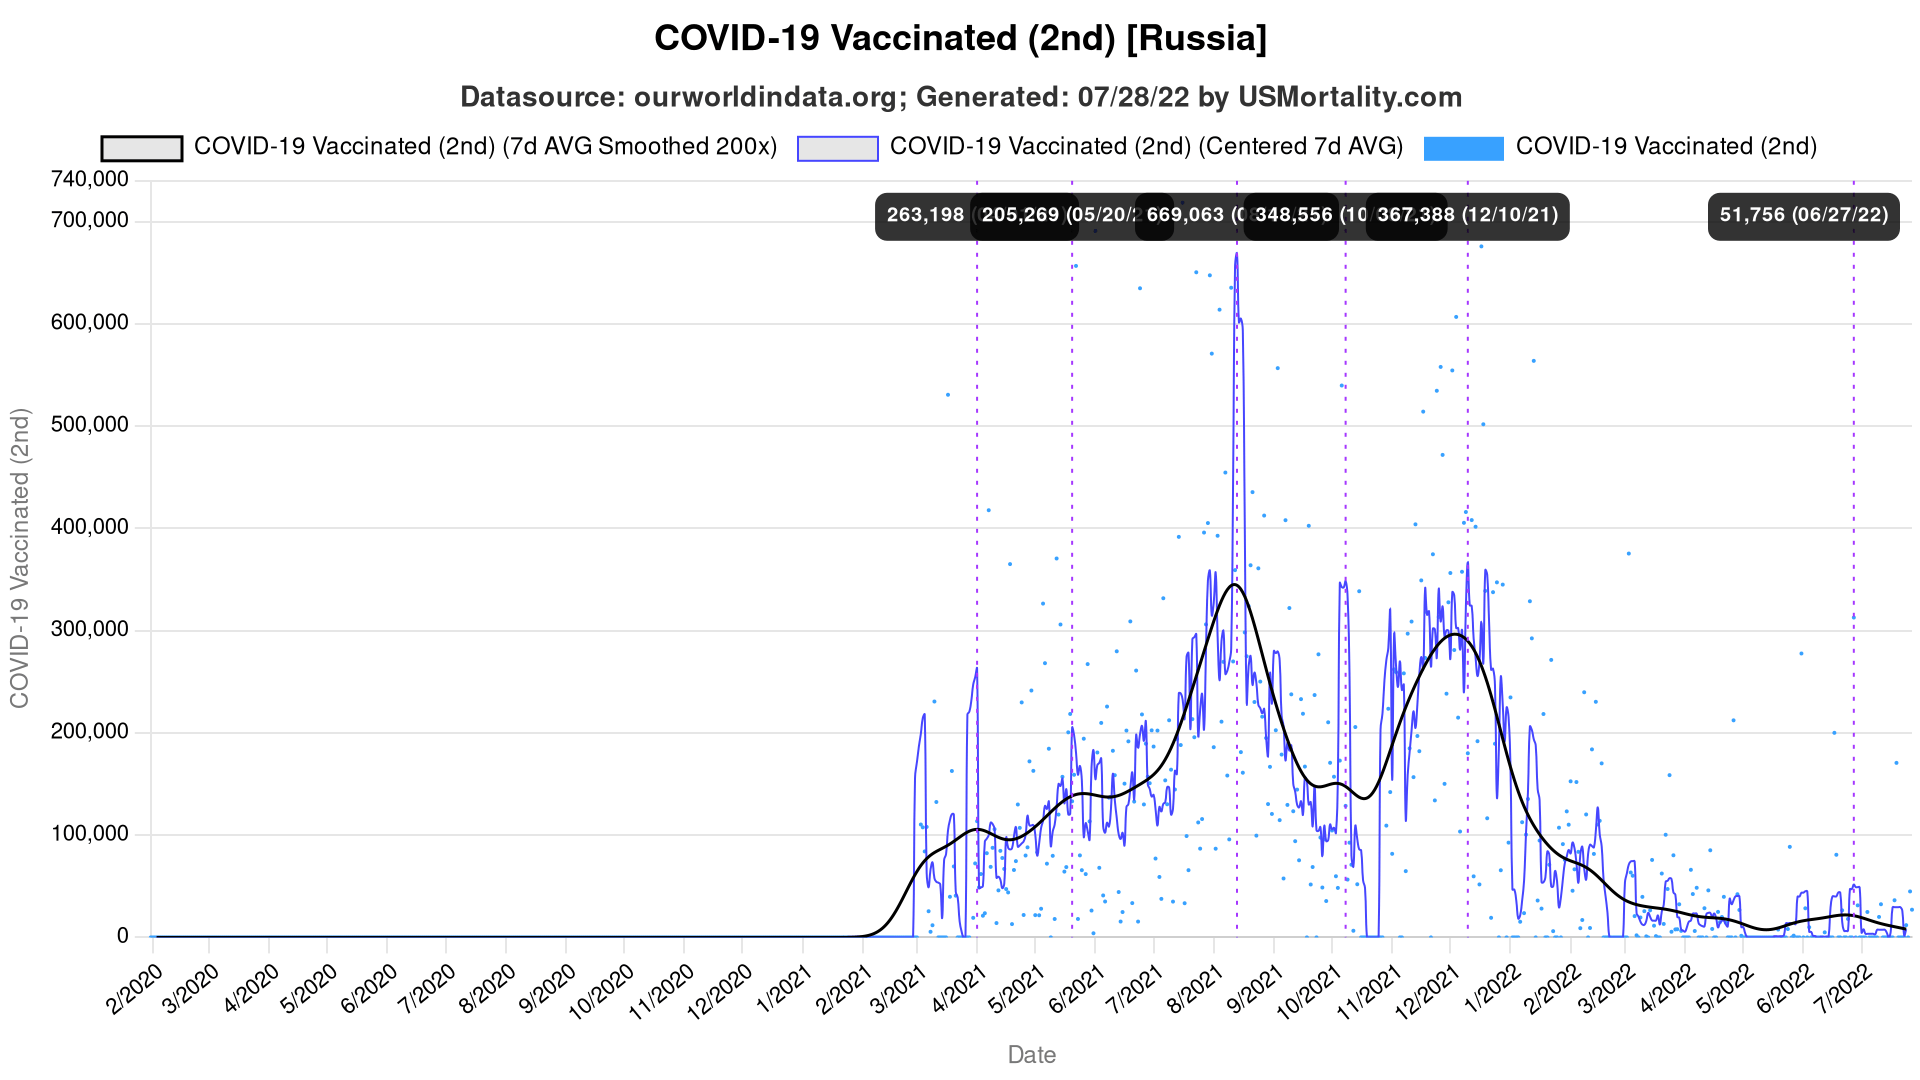 COVID-19 Vaccinated (2nd) [Russia]
Datasource: ourworldindata.org; Generated: 07/28/22 by USMortality.com
COVID-19 Vaccinated (2nd) (7d AVG Smoothed 200x) COVID-19 Vaccinated (2nd) (Centered 7d AVG) COVID-19 Vaccinated (2nd)
740,000
700,000
600,000
500,000
400,000
300,000
200,000
100,000
0
263,198 205,269 (05/20/2 669,063 348,556 (10/ 367,388 (12/10/21) 51,756 (06/27/22)
COVID-19 Vaccinated (2nd)
2/2020 3/2020 4/2020 5/2020 6/2020 7/2020 8/2020 9/2020 10/2020 11/2020 12/2020 1/2021 2/2021 3/2021 4/2021 5/2021 6/2021 7/2021 8/2021 9/2021 10/2021 11/2021 12/2021 1/2022 2/2022 3/2022 4/2022 5/2022 6/2022 7/2022
Date